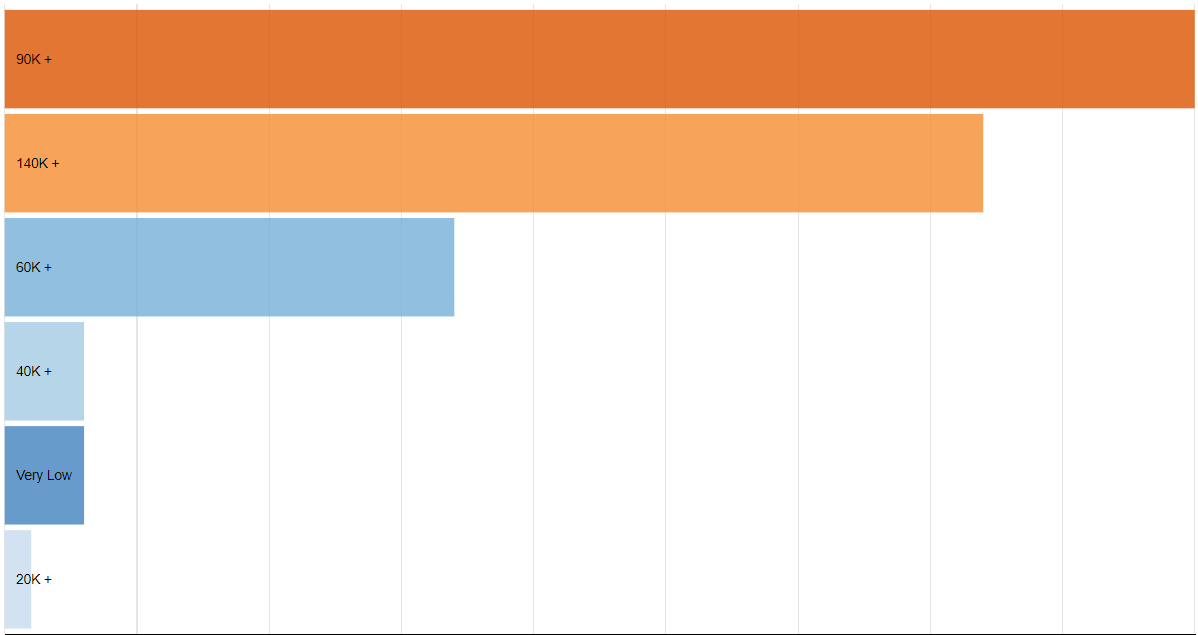 90K +
140K +
60K +
40K +
Very Low
20K +